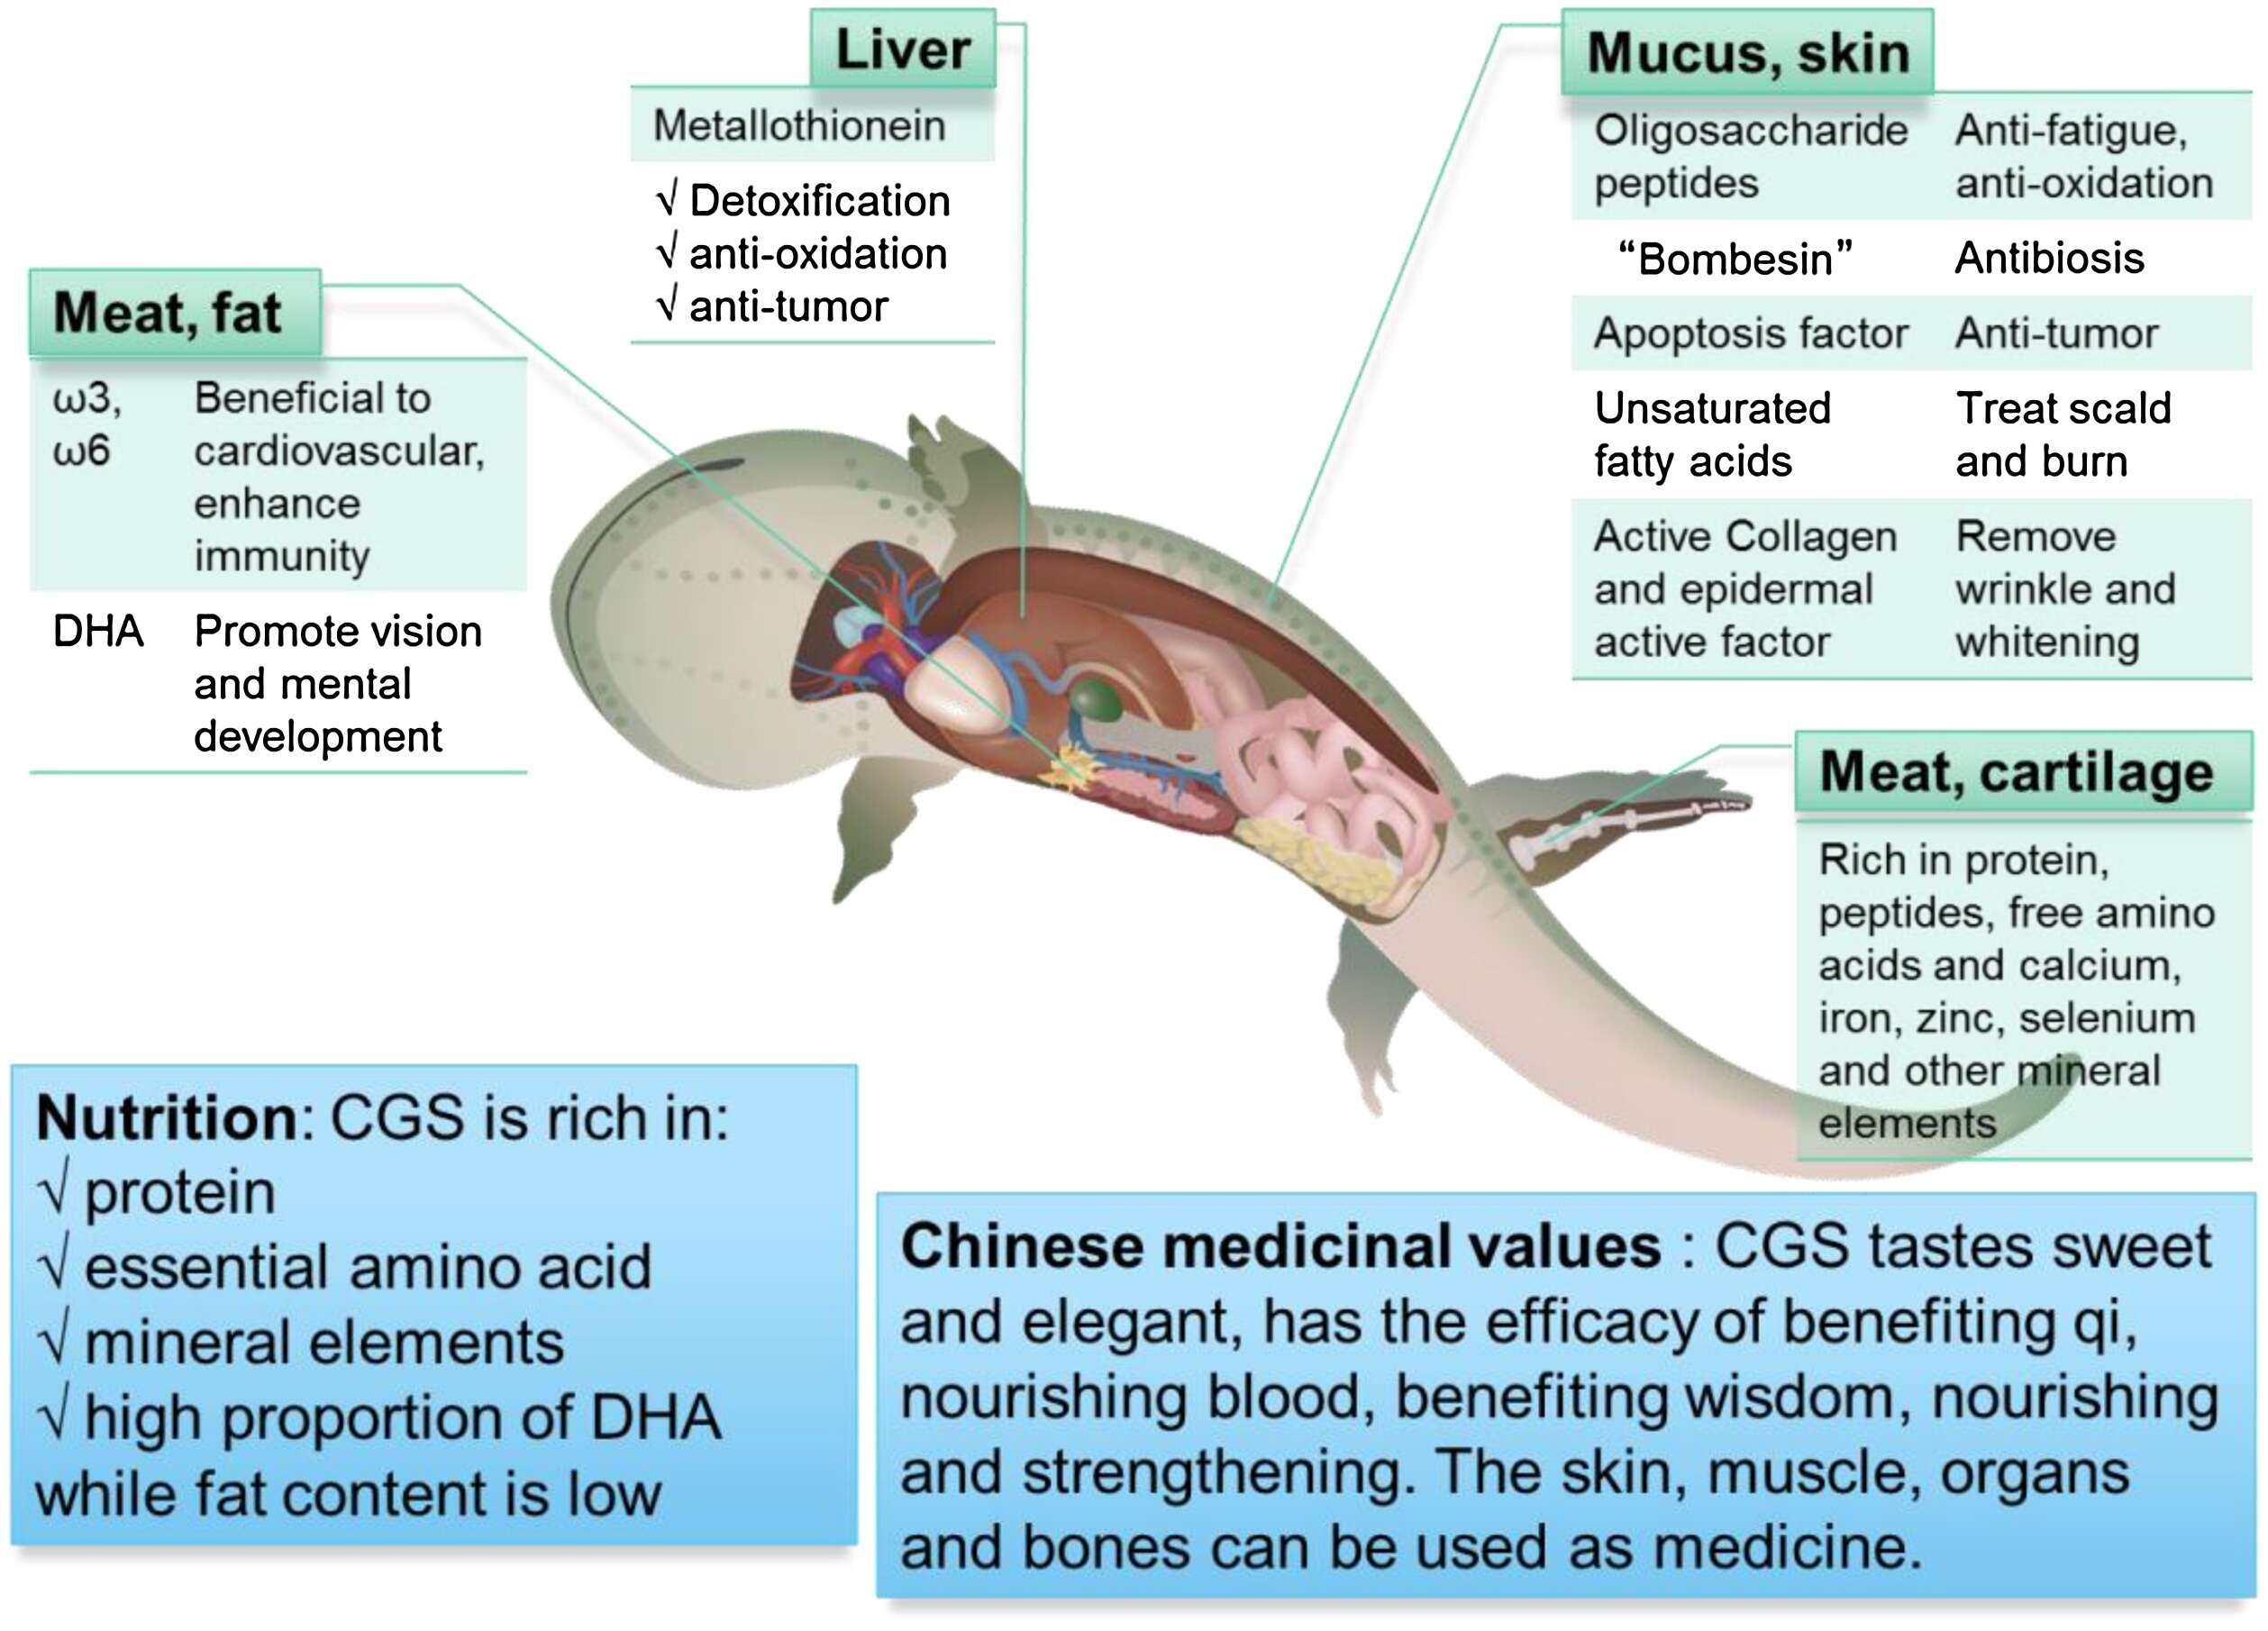 Liver
Metallothionein
√ Detoxification
√ anti-oxidation
√ anti-tumor
Mucus, skin
Oligosaccharide peptides Anti-fatigue, anti-oxidation
“Bombesin” Antibiosis
Apoptosis factor Anti-tumor
Unsaturated fatty acids Treat scald and burn
Active Collagen and epidermal active factor Remove wrinkle and whitening
Meat, fat
ω3, ω6 Beneficial to cardiovascular, enhance immunity
DHA Promote vision and mental development
Meat, cartilage
Rich in protein,
peptides, free amino
acids and calcium,
iron, zinc, selenium
and other mineral
elements
Nutrition: CGS is rich in:
√ protein
√ essential amino acid
√ mineral elements
√ high proportion of DHA
while fat content is low
Chinese medicinal values : CGS tastes sweet
and elegant, has the efficacy of benefiting qi,
nourishing blood, benefiting wisdom, nourishing
and strengthening. The skin, muscle, organs
and bones can be used as medicine.